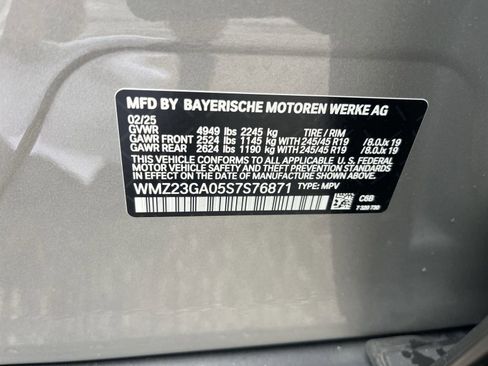 MFD BY BAYERISCHE MOTOREN WERKE AG
02/25
GVWR 4949 lbs 2245 kg TIRE / RIM
GAWR FRONT 2524 lbs 1145 kg WITH 245/45 R19 /8.0Jx 19
GAWR REAR 2624 lbs 1190 kg WITH 245/45 R19 /8.0Jx 19
THIS VEHICLE CONFORMS TO ALL APPLICABLE U.S. FEDERAL
MOTOR VEHICLE SAFETY AND THEFT PREVENTION STANDARDS
IN EFFECT ON THE DATE OF MANUFACTURE SHOWN ABOVE.
WMZ23GA05S7S76871 TYPE: MPV
C6B